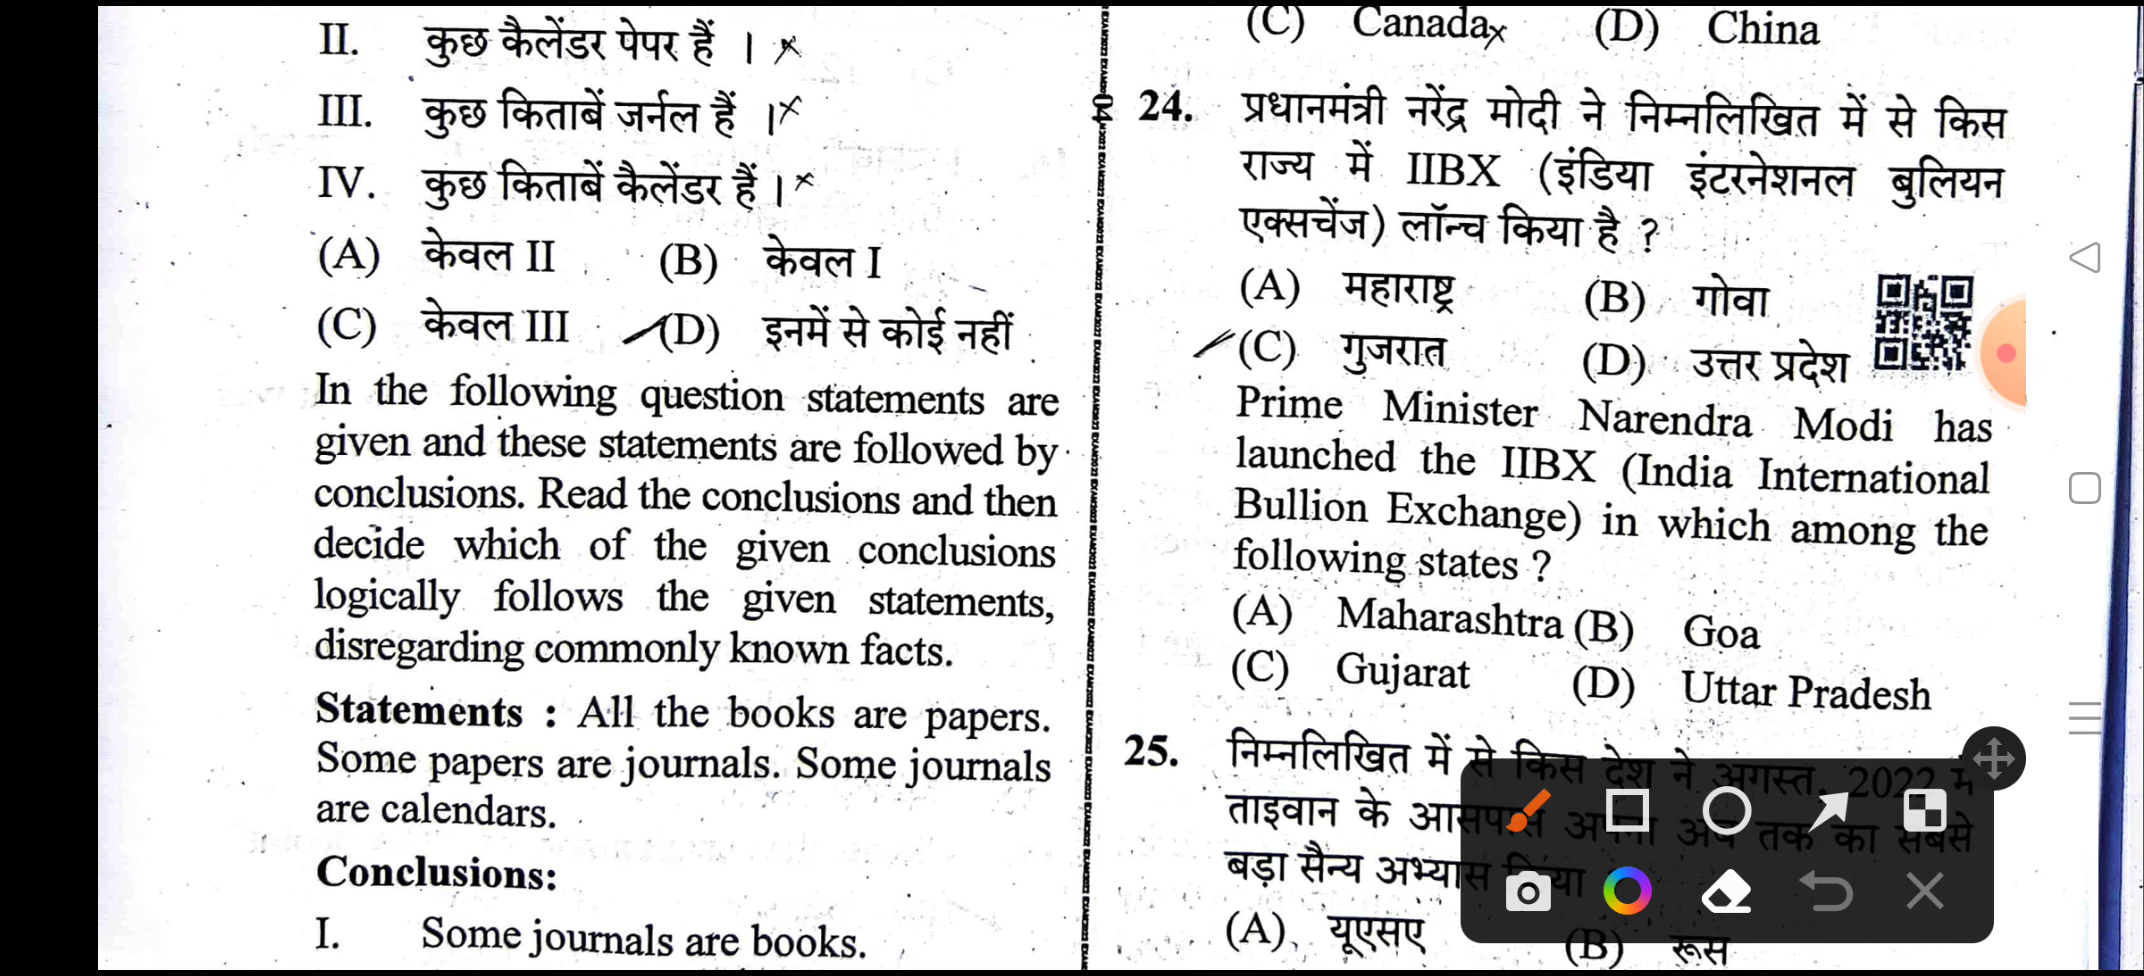 II. कुछ कैलेंडर पेपर हैं ।
III. कुछ किताबें जर्नल हैं ।
IV. कुछ किताबें कैलेंडर हैं ।
(A) केवल II (B) केवल I
(C) केवल III (D) इनमें से कोई नहीं
In the following question statements are
given and these statements are followed by
conclusions. Read the conclusions and then
decide which of the given conclusions
logically follows the given statements,
disregarding commonly known facts.
Statements : All the books are papers.
Some papers are journals. Some journals
are calendars.
Conclusions:
I. Some journals are books.
(C) Canada (D) China
24. प्रधानमंत्री नरेंद्र मोदी ने निम्नलिखित में से किस
राज्य में IIBX (इंडिया इंटरनेशनल बुलियन
एक्सचेंज) लॉन्च किया है ?
(A) महाराष्ट्र (B) गोवा
(C) गुजरात (D) उत्तर प्रदेश
Prime Minister Narendra Modi has
launched the IIBX (India International
Bullion Exchange) in which among the
following states ?
(A) Maharashtra (B) Goa
(C) Gujarat (D) Uttar Pradesh
25. निम्नलिखित में से किस देश ने अगस्त, 2022 में
ताइवान के आसपास अपना अब तक का सबसे
बड़ा सैन्य अभ्यास किया
(A) यूएसए (B) रूस